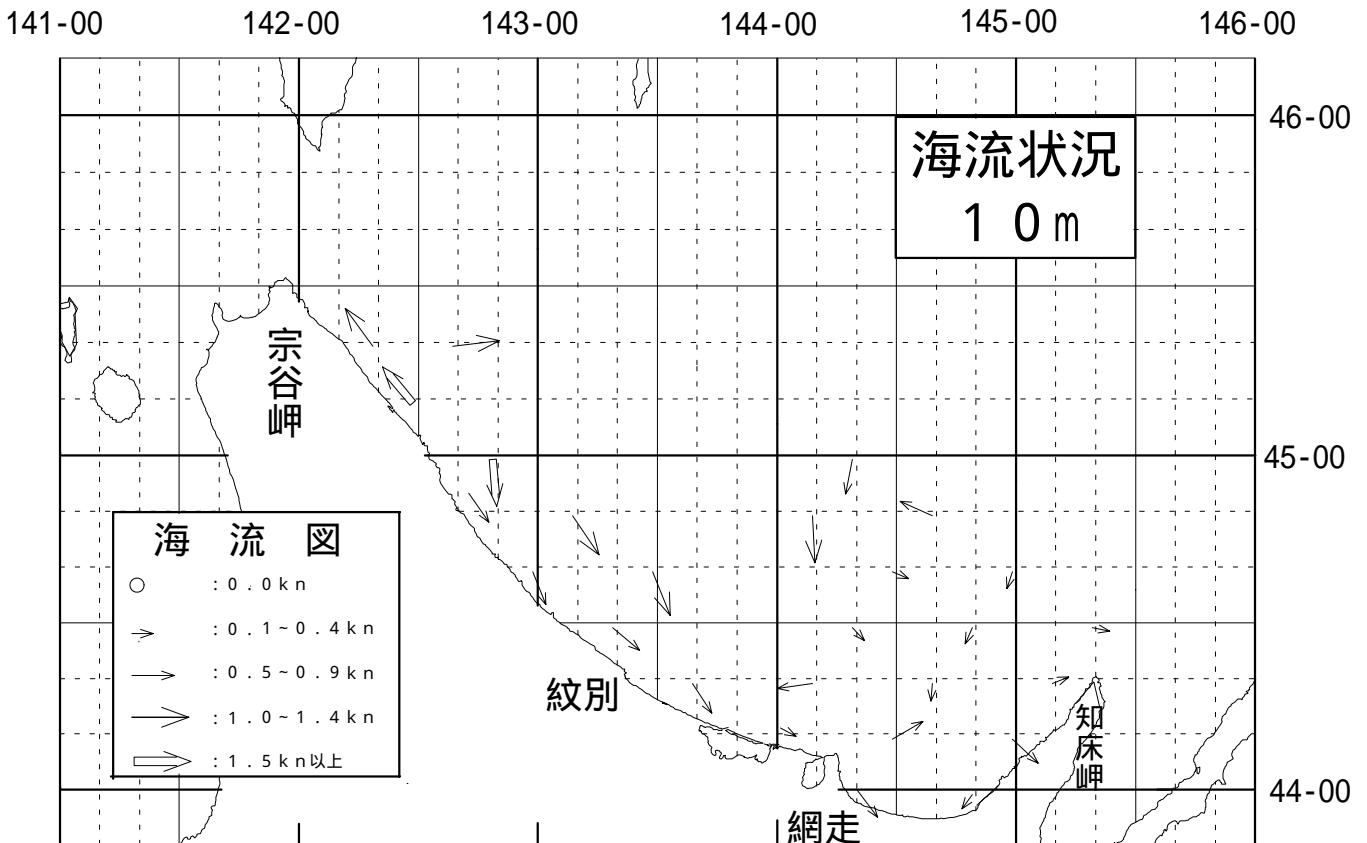 141-00 142-00 143-00 144-00 145-00 146-00
46-00
海流状況
１０ｍ
宗谷岬
45-00
海 流 図
:0.0kn
:0.1~0.4kn
:0.5~0.9kn
:1.0~1.4kn
:1.5kn以上
紋別
知床岬
44-00
網走